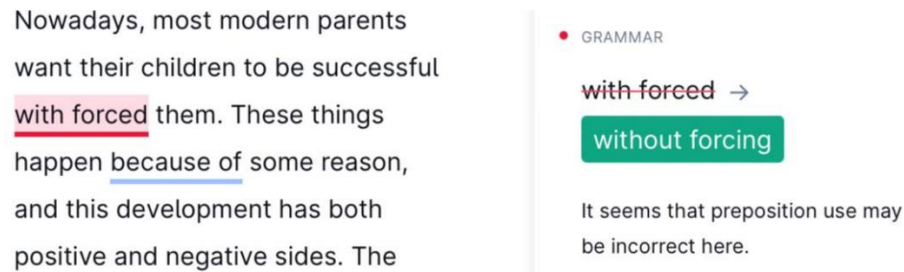 Nowadays, most modern parents
want their children to be successful
with forced them. These things
happen because of some reason,
and this development has both
positive and negative sides. The
GRAMMAR
with forced →
without forcing
It seems that preposition use may
be incorrect here.